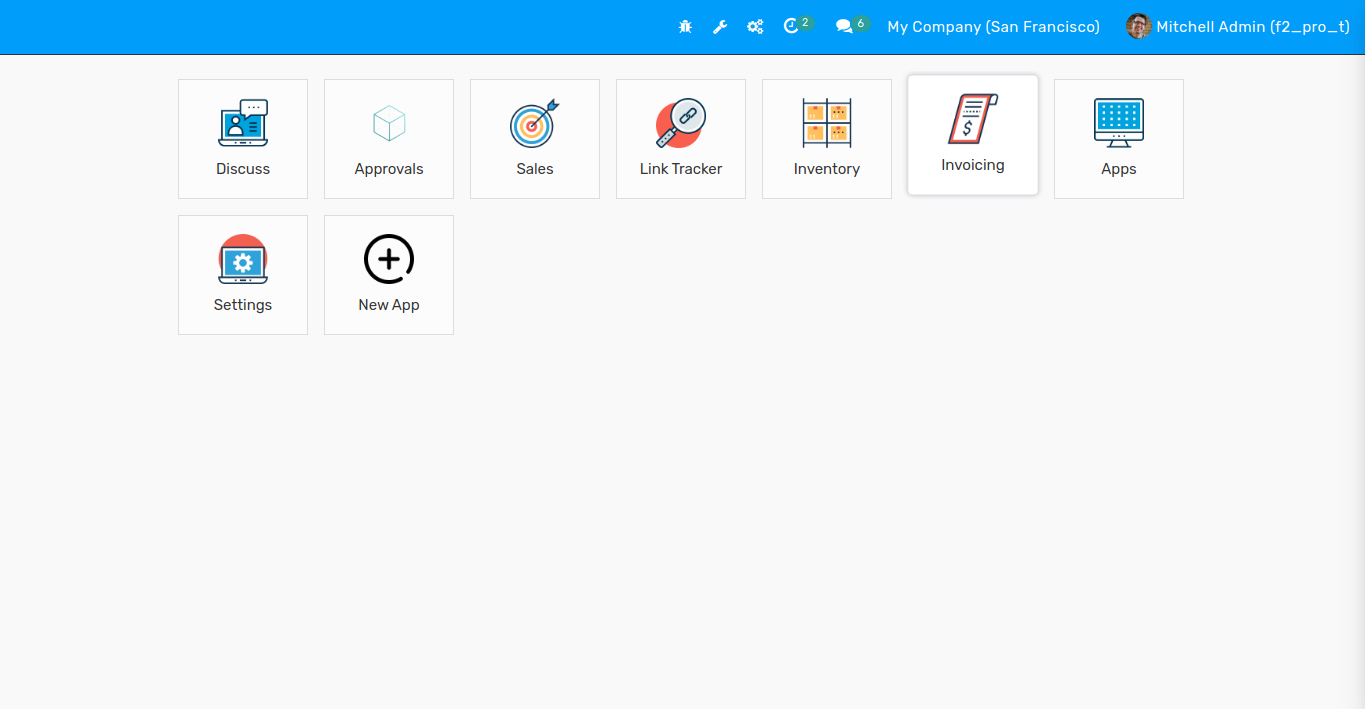 2 6 My Company (San Francisco) Mitchell Admin (f2_pro_t)
Discuss Approvals Sales Link Tracker Inventory Invoicing Apps
Settings New App